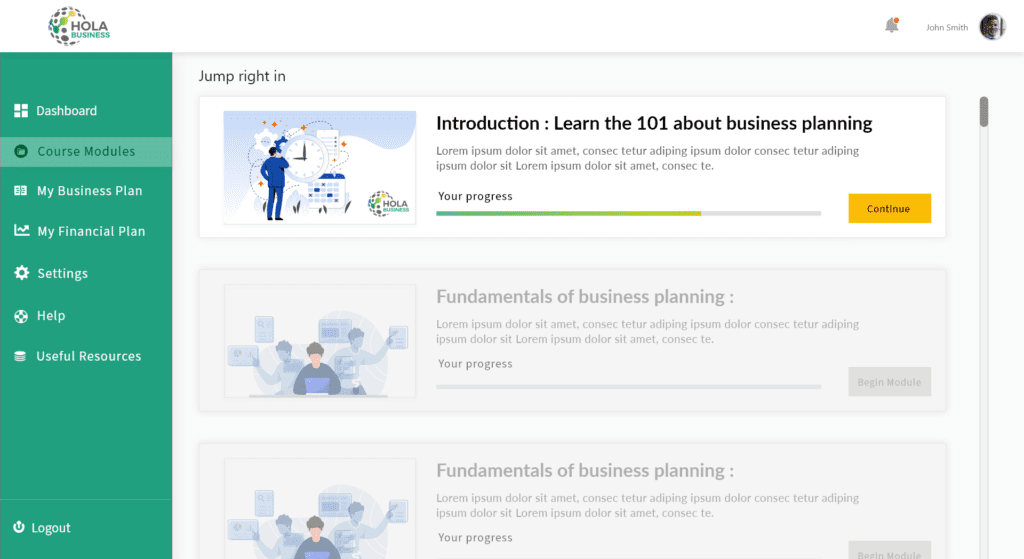 HOLA
BUSINESS
John Smith
Dashboard
Course Modules
My Business Plan
My Financial Plan
Settings
Help
Useful Resources
Logout
Jump right in
HOLA
BUSINESS
Introduction : Learn the 101 about business planning
Lorem ipsum dolor sit amet, consec tetur adiping ipsum dolor consec tetur adiping
ipsum dolor sit Lorem ipsum dolor sit amet, consec te.
Your progress
Continue
Fundamentals of business planning :
Lorem ipsum dolor sit amet, consec tetur adiping ipsum dolor consec tetur adiping
ipsum dolor sit Lorem ipsum dolor sit amet, consec te.
Your progress
Begin Module
Fundamentals of business planning :
Lorem ipsum dolor sit amet, consec tetur adiping ipsum dolor consec tetur adiping
ipsum dolor sit Lorem ipsum dolor sit amet, consec te.
Your progress
Begin Module